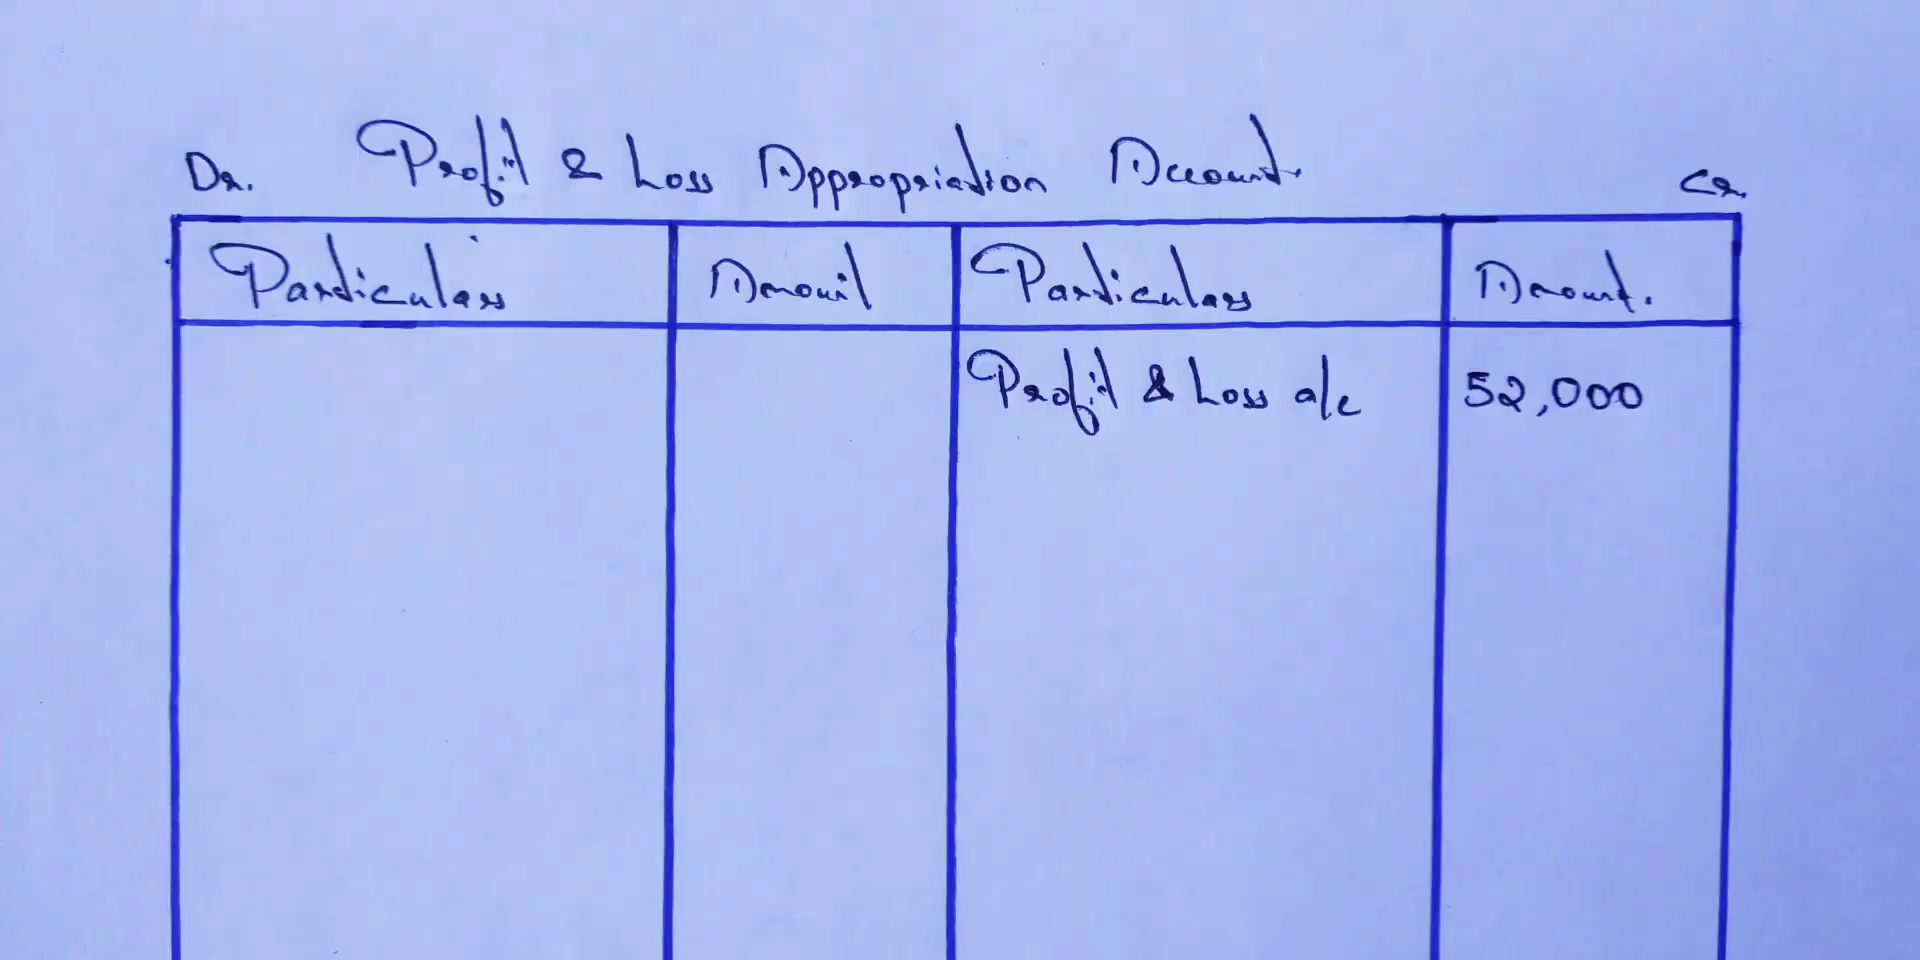 Dr. Profit & Loss Appropriation Account. Cr.
Particulars Amount Particulars Amount.
Profit & Loss a/c 52,000